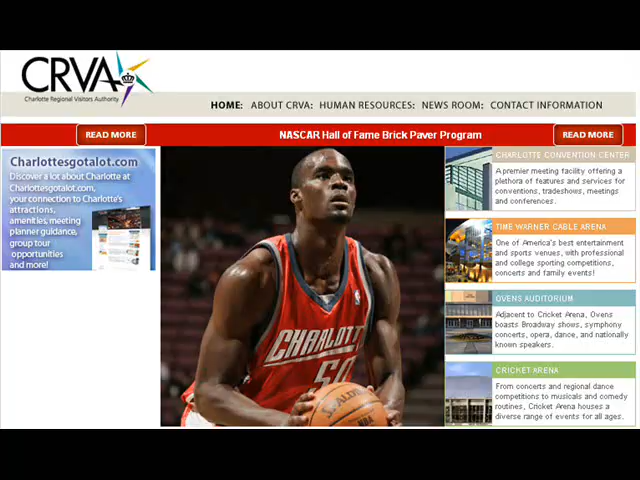 CRVA
Charlotte Regional Visitors Authority
HOME: ABOUT CRVA: HUMAN RESOURCES: NEWS ROOM: CONTACT INFORMATION
READ MORE
NASCAR Hall of Fame Brick Paver Program
READ MORE
Charlottesgotalot.com
Discover a lot about Charlotte at
Charlottesgotalot.com,
your connection to Charlotte's
attractions,
amenities, meeting
planner guidance,
group tour
opportunities
and more!
CHARLOTTE
50
SPALDING
NBA
CHARLOTTE CONVENTION CENTER
A premier meeting facility offering a
plethora of features and services for
conventions, tradeshows, meetings
and conferences.
TIME WARNER CABLE ARENA
One of America's best entertainment
and sports venues, with professional
and college sporting competitions,
concerts and family events!
OVENS AUDITORIUM
Adjacent to Cricket Arena, Ovens
boasts Broadway shows, symphony
concerts, opera, dance, and nationally
known speakers.
CRICKET ARENA
From concerts and regional dance
competitions to musicals and comedy
routines, Cricket Arena houses a
diverse range of events for all ages.